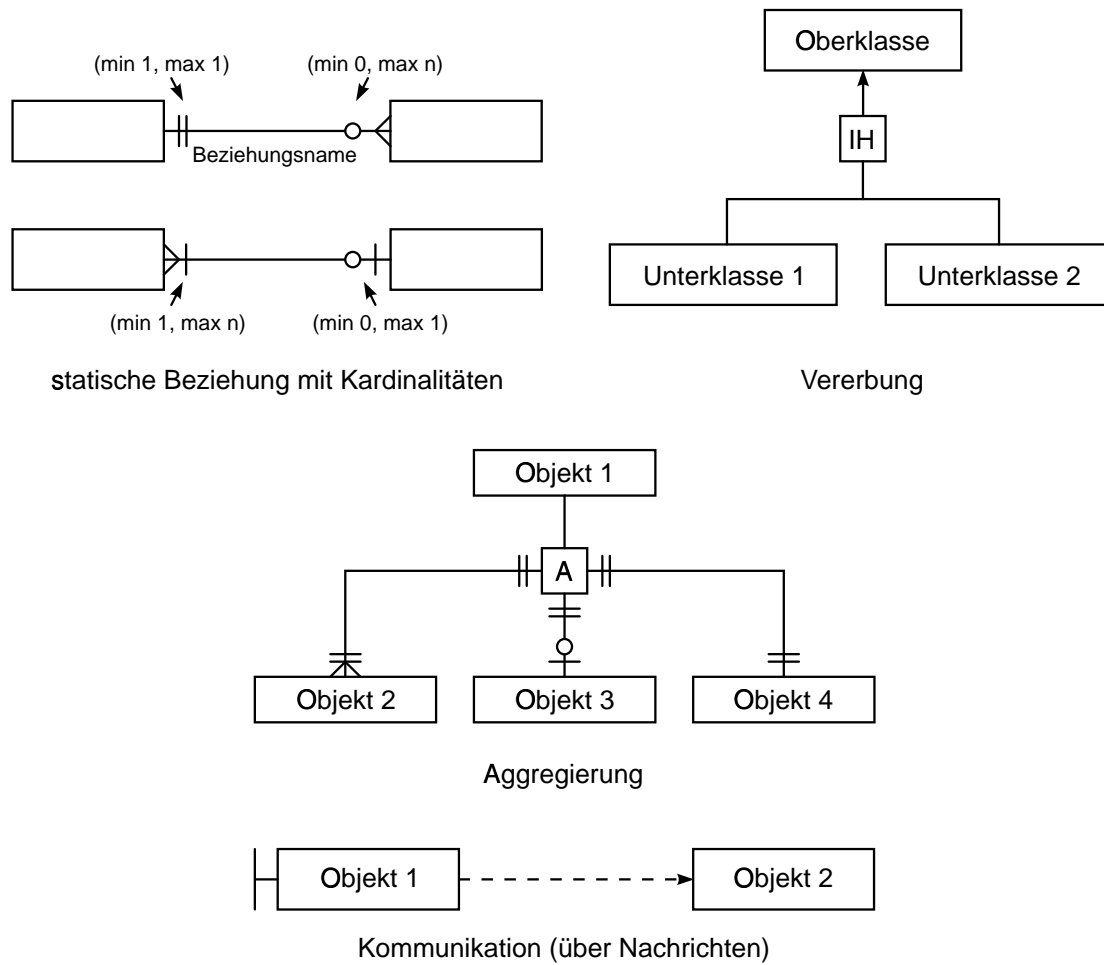 Oberklasse
(min 1, max 1)
(min 0, max n)
IH
Beziehungsname
Unterklasse 1
Unterklasse 2
(min 1, max n)
(min 0, max 1)
statische Beziehung mit Kardinalitäten
Vererbung
Objekt 1
A
Objekt 2
Objekt 3
Objekt 4
Aggregierung
Objekt 1
Objekt 2
Kommunikation (über Nachrichten)